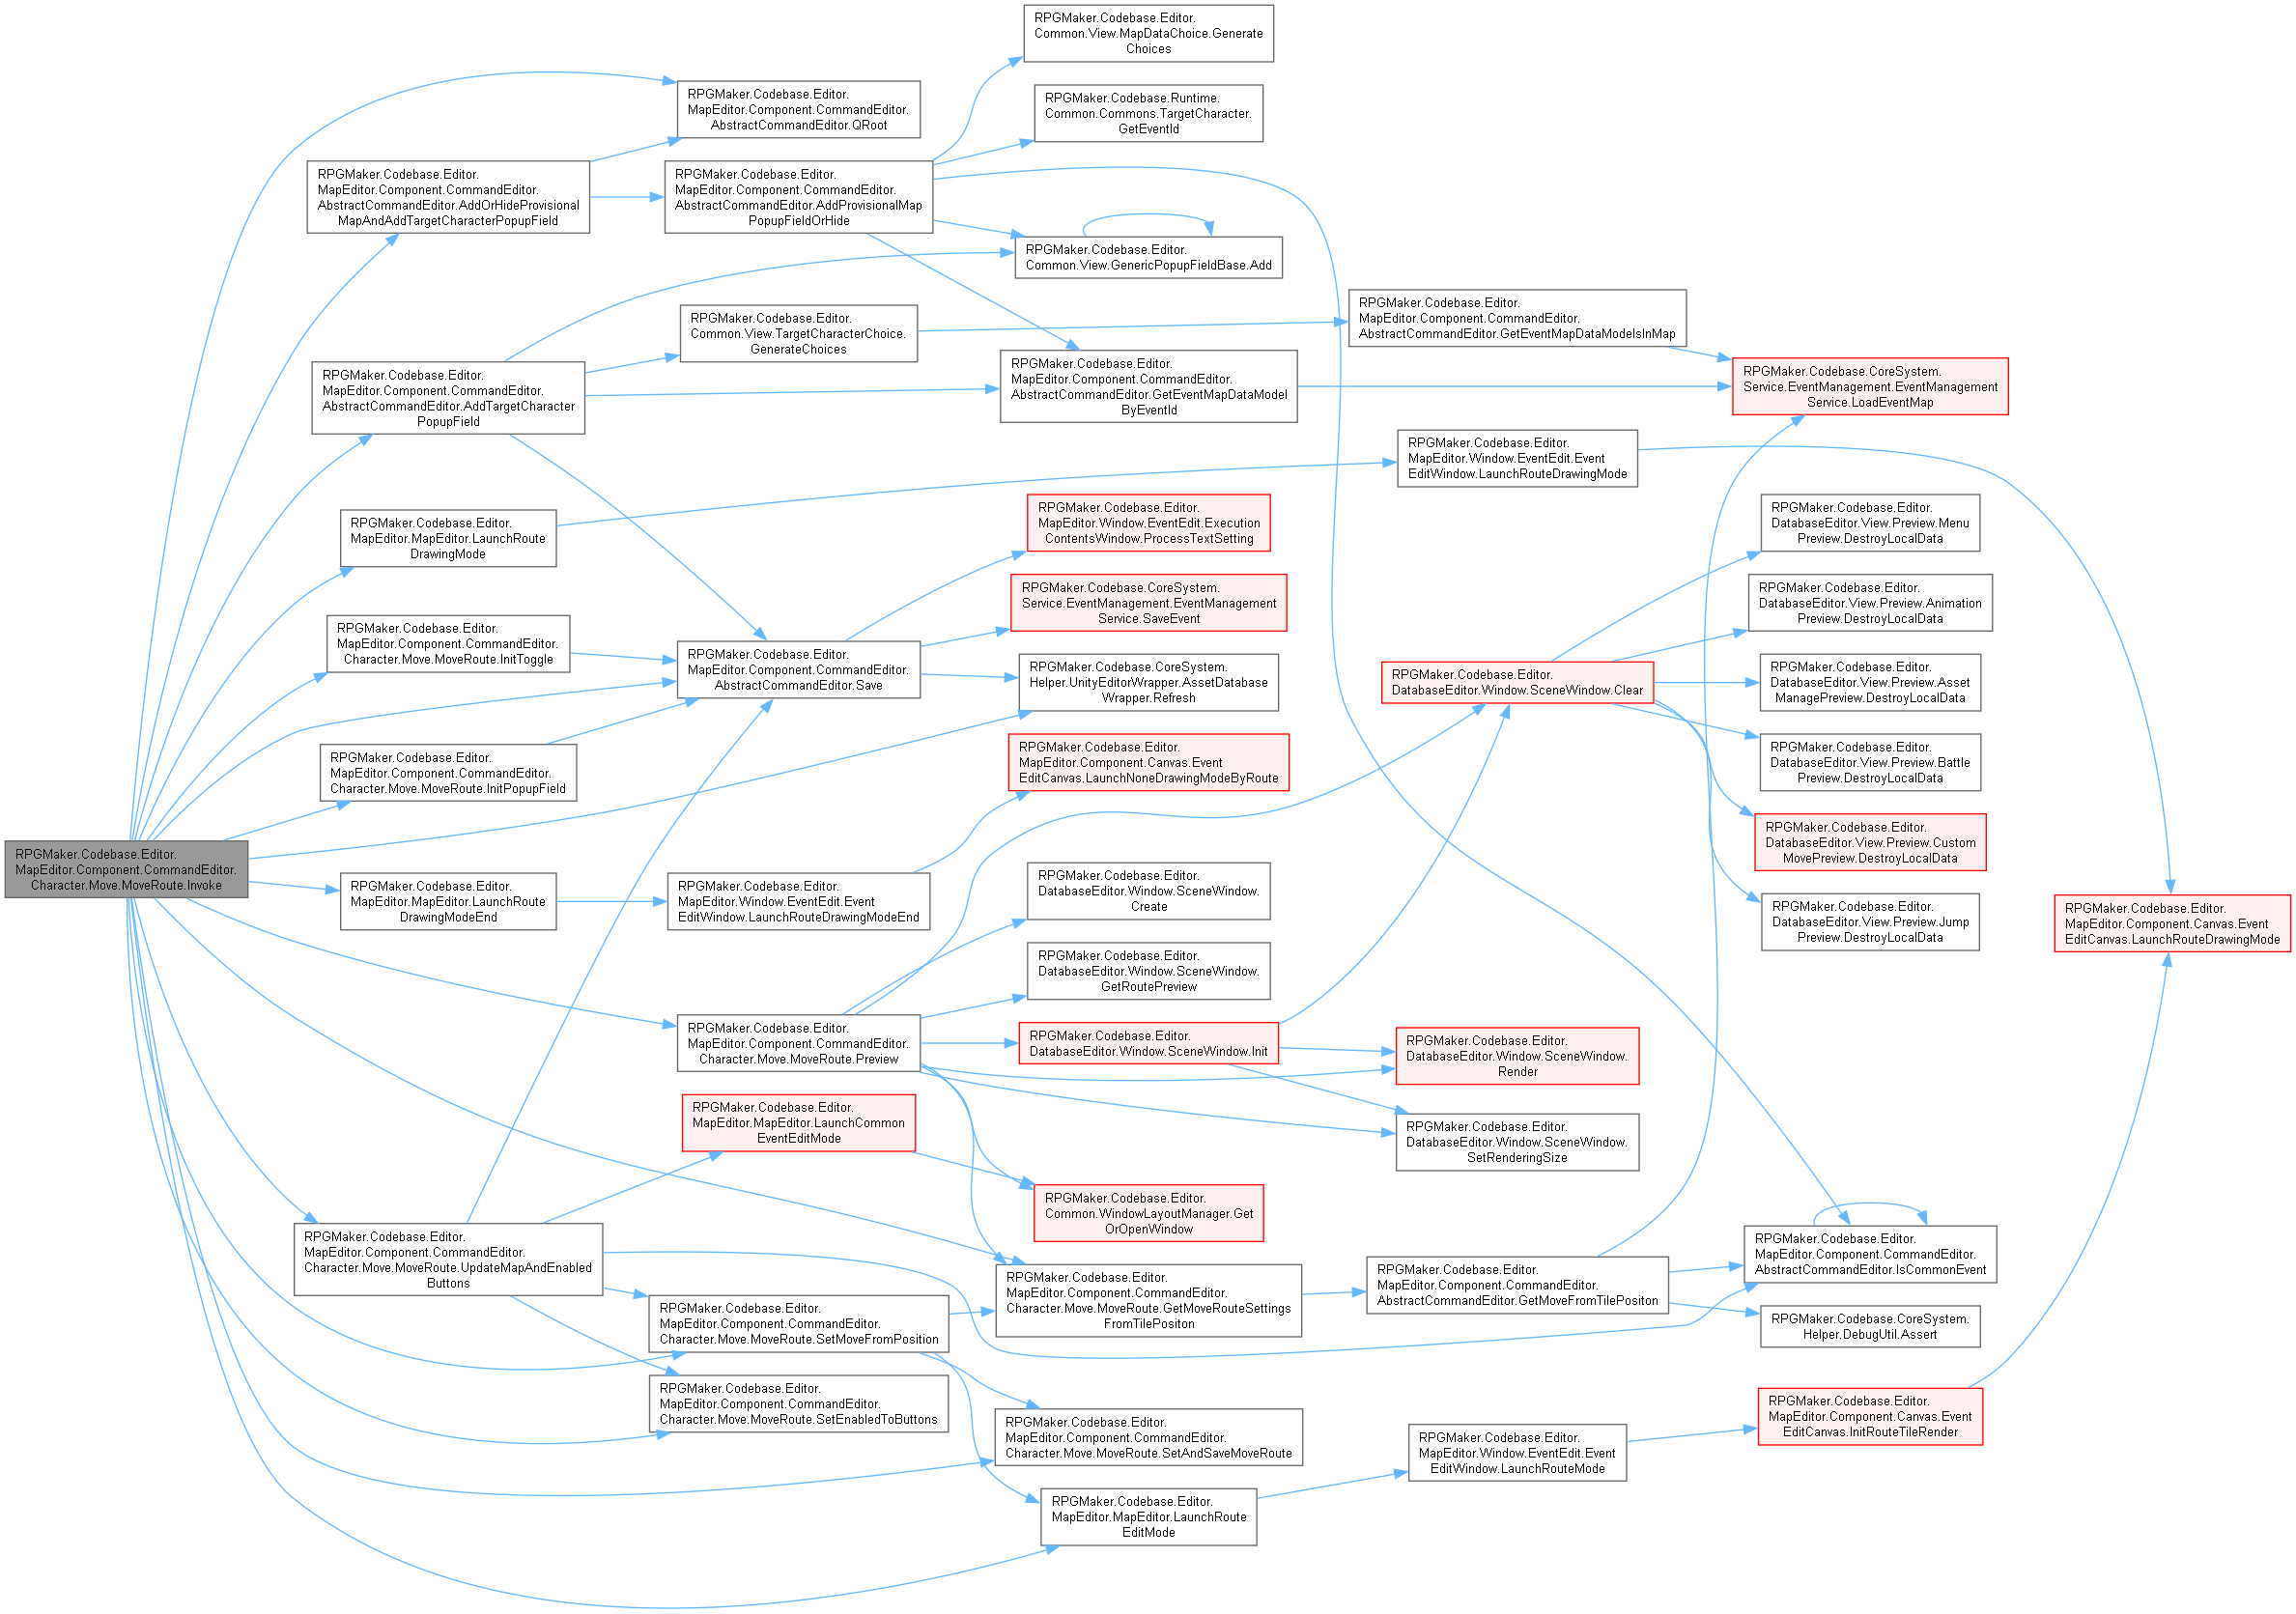 RPGMaker.Codebase.Editor.
Common.View.MapDataChoice.Generate
Choices
RPGMaker.Codebase.Editor.
MapEditor.Component.CommandEditor.
AbstractCommandEditor.QRoot
RPGMaker.Codebase.Runtime.
Common.Commons.TargetCharacter.
GetEventId
RPGMaker.Codebase.Editor.
MapEditor.Component.CommandEditor.
AbstractCommandEditor.AddOrHideProvisional
MapAndAddTargetCharacterPopupField
RPGMaker.Codebase.Editor.
MapEditor.Component.CommandEditor.
AbstractCommandEditor.AddProvisionalMap
PopupFieldOrHide
RPGMaker.Codebase.Editor.
Common.View.GenericPopupFieldBase.Add
RPGMaker.Codebase.Editor.
Common.View.TargetCharacterChoice.
GenerateChoices
RPGMaker.Codebase.Editor.
MapEditor.Component.CommandEditor.
AbstractCommandEditor.GetEventMapDataModelsInMap
RPGMaker.Codebase.Editor.
MapEditor.Component.CommandEditor.
AbstractCommandEditor.AddTargetCharacter
PopupField
RPGMaker.Codebase.Editor.
MapEditor.Component.CommandEditor.
AbstractCommandEditor.GetEventMapDataModel
ByEventId
RPGMaker.Codebase.CoreSystem.
Service.EventManagement.EventManagement
Service.LoadEventMap
RPGMaker.Codebase.Editor.
MapEditor.Window.EventEdit.Event
EditWindow.LaunchRouteDrawingMode
RPGMaker.Codebase.Editor.
MapEditor.MapEditor.LaunchRoute
DrawingMode
RPGMaker.Codebase.Editor.
MapEditor.Window.EventEdit.Execution
ContentsWindow.ProcessTextSetting
RPGMaker.Codebase.Editor.
DatabaseEditor.View.Preview.Menu
Preview.DestroyLocalData
RPGMaker.Codebase.CoreSystem.
Service.EventManagement.EventManagement
Service.SaveEvent
RPGMaker.Codebase.Editor.
DatabaseEditor.View.Preview.Animation
Preview.DestroyLocalData
RPGMaker.Codebase.Editor.
MapEditor.Component.CommandEditor.
Character.Move.MoveRoute.InitToggle
RPGMaker.Codebase.Editor.
MapEditor.Component.CommandEditor.
AbstractCommandEditor.Save
RPGMaker.Codebase.CoreSystem.
Helper.UnityEditorWrapper.AssetDatabase
Wrapper.Refresh
RPGMaker.Codebase.Editor.
DatabaseEditor.Window.SceneWindow.Clear
RPGMaker.Codebase.Editor.
DatabaseEditor.View.Preview.Asset
ManagePreview.DestroyLocalData
RPGMaker.Codebase.Editor.
MapEditor.Component.CommandEditor.
Character.Move.MoveRoute.InitPopupField
RPGMaker.Codebase.Editor.
MapEditor.Component.Canvas.Event
EditCanvas.LaunchNoneDrawingModeByRoute
RPGMaker.Codebase.Editor.
DatabaseEditor.View.Preview.Battle
Preview.DestroyLocalData
RPGMaker.Codebase.Editor.
DatabaseEditor.View.Preview.Custom
MovePreview.DestroyLocalData
RPGMaker.Codebase.Editor.
MapEditor.Component.CommandEditor.
Character.Move.MoveRoute.Invoke
RPGMaker.Codebase.Editor.
MapEditor.MapEditor.LaunchRoute
DrawingModeEnd
RPGMaker.Codebase.Editor.
MapEditor.Window.EventEdit.Event
EditWindow.LaunchRouteDrawingModeEnd
RPGMaker.Codebase.Editor.
DatabaseEditor.Window.SceneWindow.
Create
RPGMaker.Codebase.Editor.
DatabaseEditor.View.Preview.Jump
Preview.DestroyLocalData
RPGMaker.Codebase.Editor.
MapEditor.Component.Canvas.Event
EditCanvas.LaunchRouteDrawingMode
RPGMaker.Codebase.Editor.
DatabaseEditor.Window.SceneWindow.
GetRoutePreview
RPGMaker.Codebase.Editor.
MapEditor.Component.CommandEditor.
Character.Move.MoveRoute.Preview
RPGMaker.Codebase.Editor.
DatabaseEditor.Window.SceneWindow.Init
RPGMaker.Codebase.Editor.
DatabaseEditor.Window.SceneWindow.
Render
RPGMaker.Codebase.Editor.
MapEditor.MapEditor.LaunchCommon
EventEditMode
RPGMaker.Codebase.Editor.
DatabaseEditor.Window.SceneWindow.
SetRenderingSize
RPGMaker.Codebase.Editor.
Common.WindowLayoutManager.Get
OrOpenWindow
RPGMaker.Codebase.Editor.
MapEditor.Component.CommandEditor.
Character.Move.MoveRoute.UpdateMapAndEnabled
Buttons
RPGMaker.Codebase.Editor.
MapEditor.Component.CommandEditor.
AbstractCommandEditor.IsCommonEvent
RPGMaker.Codebase.Editor.
MapEditor.Component.CommandEditor.
Character.Move.MoveRoute.GetMoveRouteSettings
FromTilePositon
RPGMaker.Codebase.Editor.
MapEditor.Component.CommandEditor.
AbstractCommandEditor.GetMoveFromTilePositon
RPGMaker.Codebase.Editor.
MapEditor.Component.CommandEditor.
Character.Move.MoveRoute.SetMoveFromPosition
RPGMaker.Codebase.CoreSystem.
Helper.DebugUtil.Assert
RPGMaker.Codebase.Editor.
MapEditor.Component.CommandEditor.
Character.Move.MoveRoute.SetEnabledToButtons
RPGMaker.Codebase.Editor.
MapEditor.Component.CommandEditor.
Character.Move.MoveRoute.SetAndSaveMoveRoute
RPGMaker.Codebase.Editor.
MapEditor.Component.Canvas.Event
EditCanvas.InitRouteTileRender
RPGMaker.Codebase.Editor.
MapEditor.Window.EventEdit.Event
EditWindow.LaunchRouteMode
RPGMaker.Codebase.Editor.
MapEditor.MapEditor.LaunchRoute
EditMode